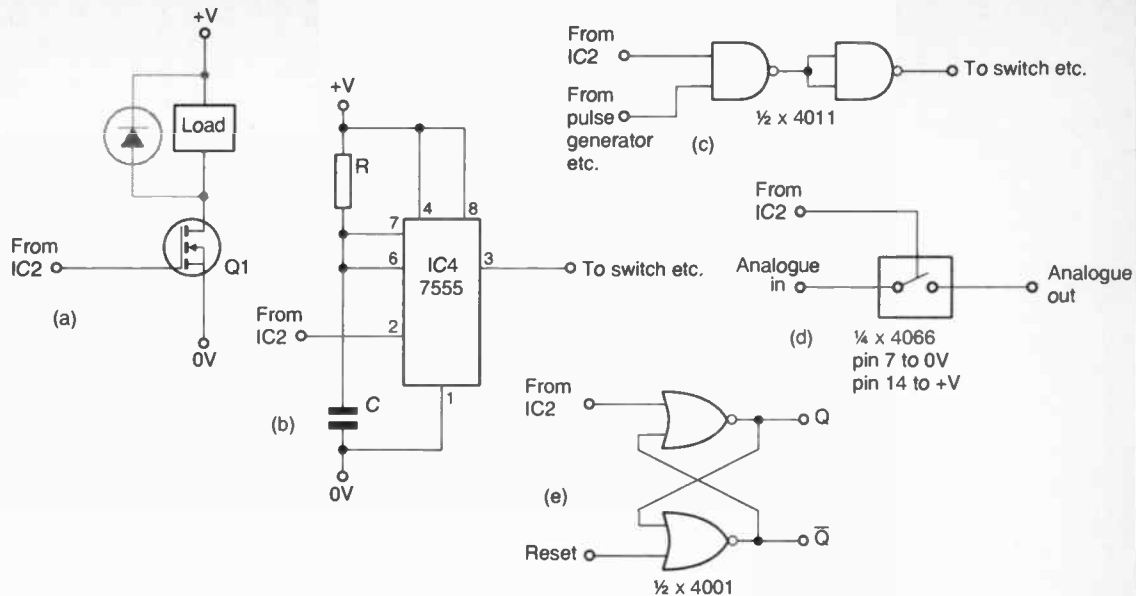 +V
Load
From
IC2
Q1
(a)
0V
+V
R
4
8
7
6
IC4
7555
3
To switch etc.
From
IC2
2
1
C
(b)
0V
From
IC2
From
pulse
generator
etc.
To switch etc.
½ x 4011
(c)
From
IC2
Analogue
in
Analogue
out
(d)
¼ x 4066
pin 7 to 0V
pin 14 to +V
From
IC2
Q
(e)
Reset
Q̅
½ x 4001